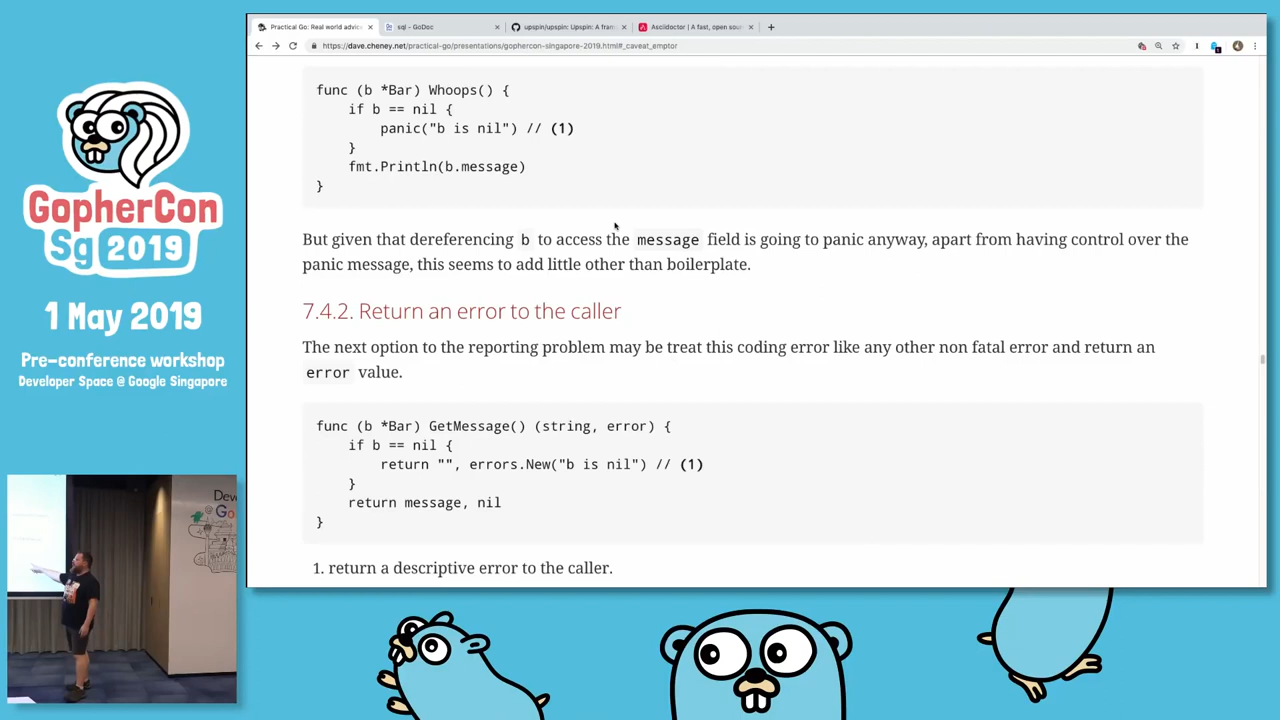 GopherCon
Sg 2019
1 May 2019
Pre-conference workshop
Developer Space @ Google Singapore
Practical Go: Real world advic
sql - GoDoc
upspin/upspin: Upspin: A fram
Asciidoctor | A fast, open sou
https://dave.cheney.net/practical-go/presentations/gophercon-singapore-2019.html#_caveat_emptor
func (b *Bar) Whoops() {
if b == nil {
panic("b is nil") // (1)
}
fmt.Println(b.message)
}
But given that dereferencing b to access the message field is going to panic anyway, apart from having control over the
panic message, this seems to add little other than boilerplate.
7.4.2. Return an error to the caller
The next option to the reporting problem may be treat this coding error like any other non fatal error and return an
error value.
func (b *Bar) GetMessage() (string, error) {
if b == nil {
return "", errors.New("b is nil") // (1)
}
return message, nil
}
1. return a descriptive error to the caller.
Dev
@ Go